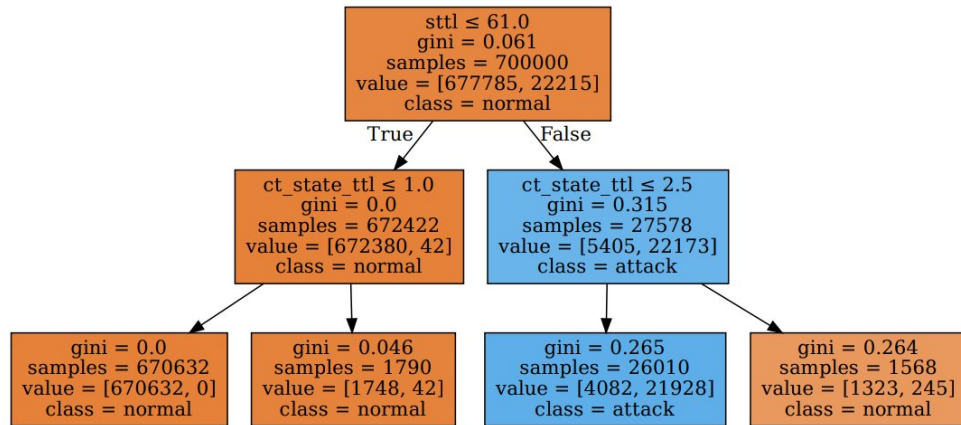 sttl ≤ 61.0
gini = 0.061
samples = 700000
value = [677785, 22215]
class = normal
True
False
ct_state_ttl ≤ 1.0
gini = 0.0
samples = 672422
value = [672380, 42]
class = normal
ct_state_ttl ≤ 2.5
gini = 0.315
samples = 27578
value = [5405, 22173]
class = attack
gini = 0.0
samples = 670632
value = [670632, 0]
class = normal
gini = 0.046
samples = 1790
value = [1748, 42]
class = normal
gini = 0.265
samples = 26010
value = [4082, 21928]
class = attack
gini = 0.264
samples = 1568
value = [1323, 245]
class = normal